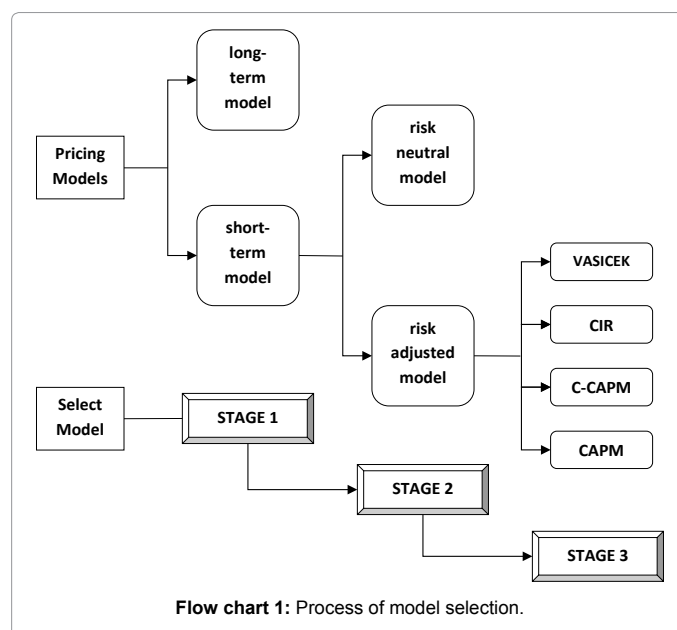 long-
term
model
Pricing
Models
risk
neutral
model
short-
term
model
VASICEK
risk
adjusted
model
CIR
C-CAPM
CAPM
Select
Model
STAGE 1
STAGE 2
STAGE 3
Flow chart 1: Process of model selection.